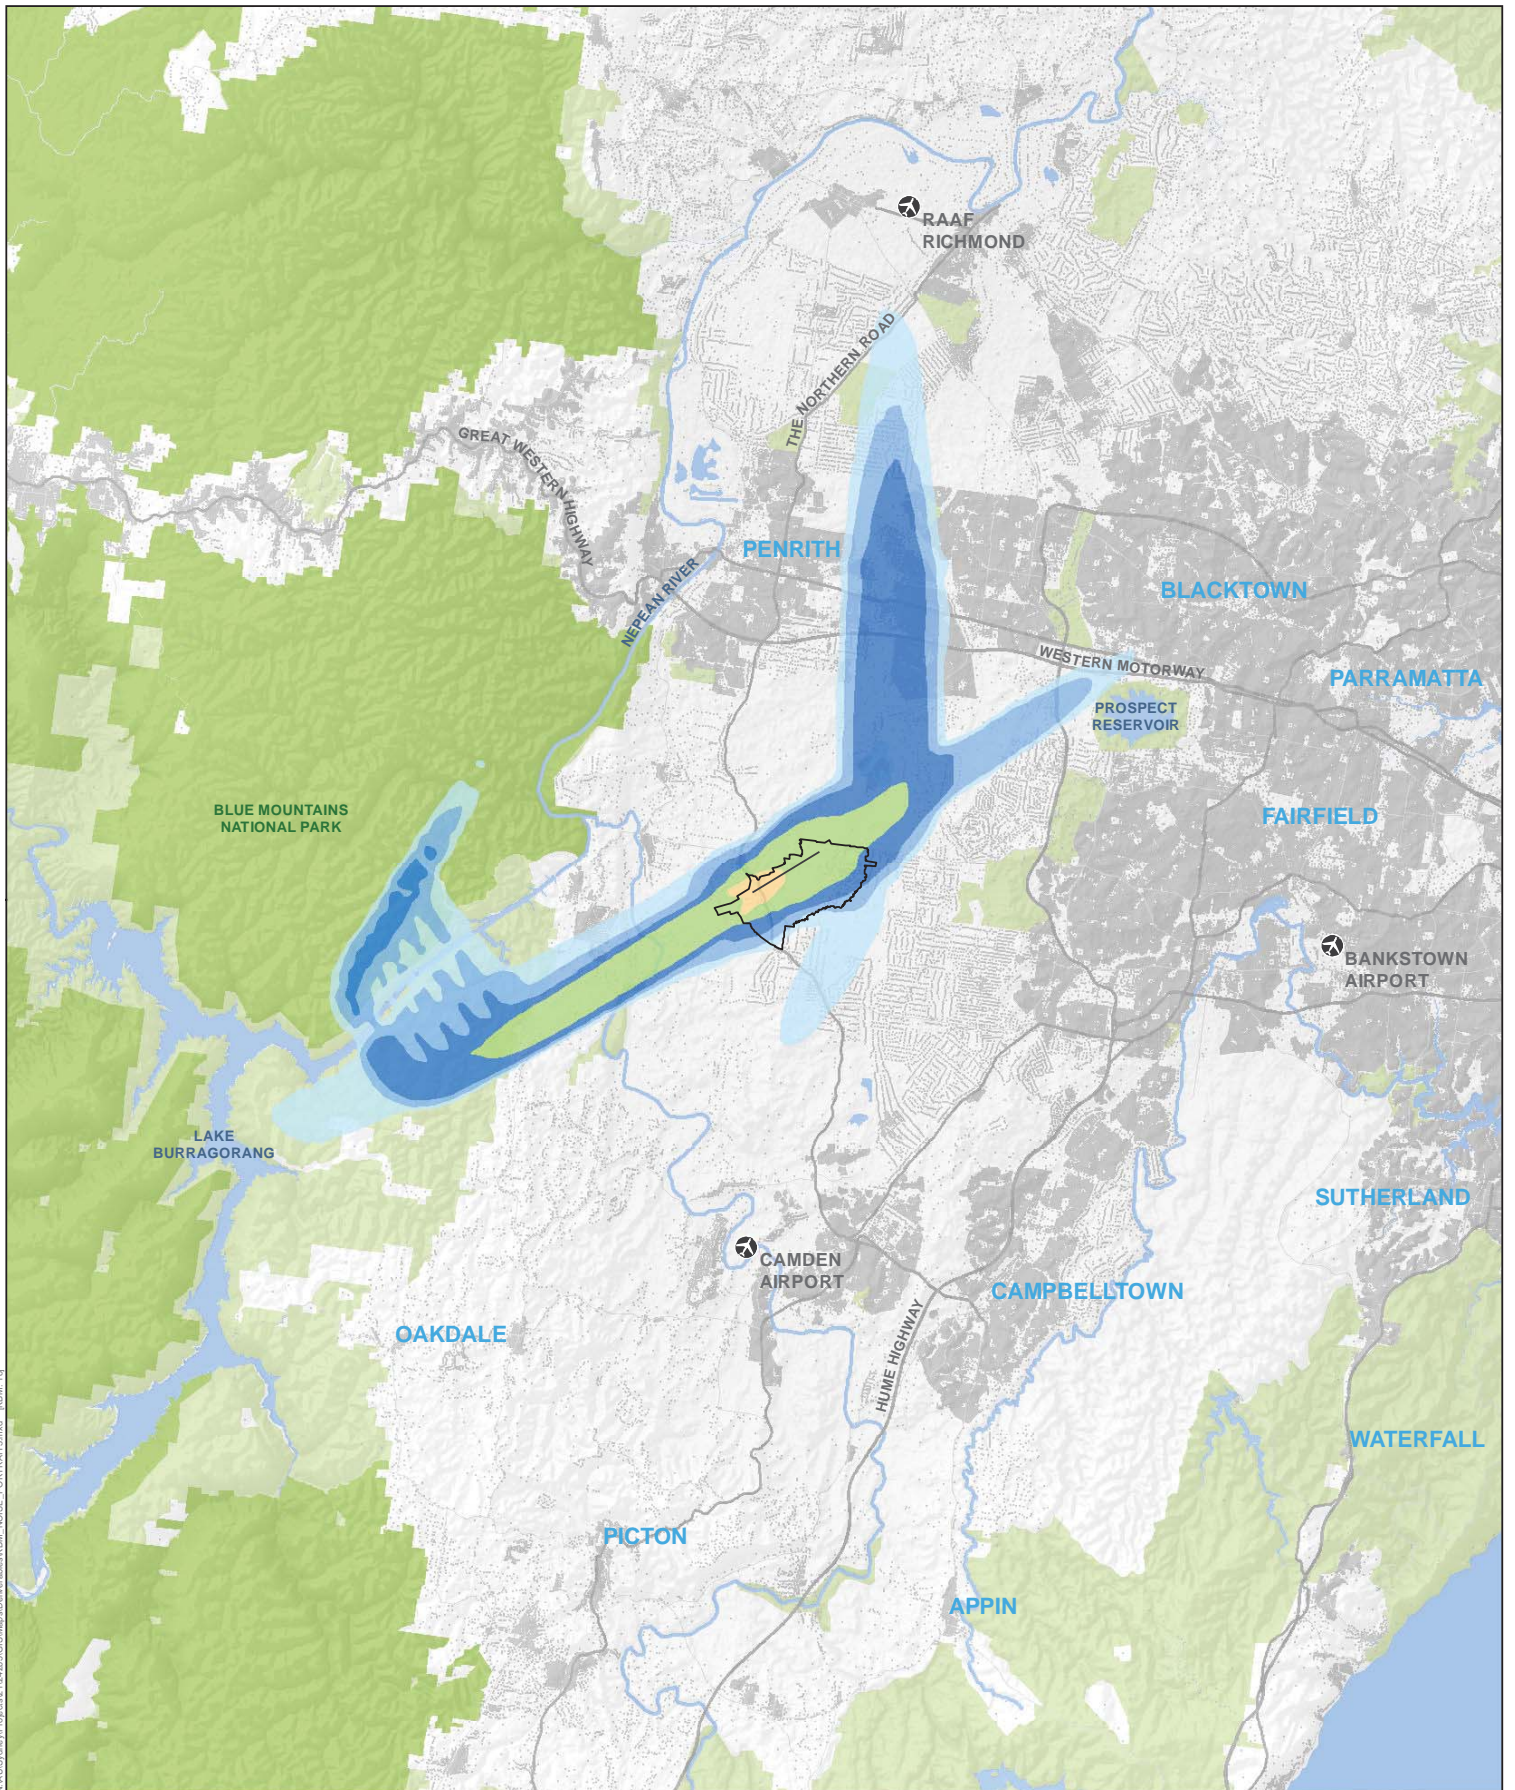 RAAF
RICHMOND
THE NORTHERN ROAD
GREAT WESTERN HIGHWAY
PENRITH
NEPEAN RIVER
BLACKTOWN
WESTERN MOTORWAY
PARRAMATTA
PROSPECT
RESERVOIR
BLUE MOUNTAINS
NATIONAL PARK
FAIRFIELD
BANKSTOWN
AIRPORT
LAKE
BURRAGORANG
SUTHERLAND
CAMDEN
AIRPORT
CAMPBELLTOWN
OAKDALE
HUME HIGHWAY
WATERFALL
PICTON
APPIN